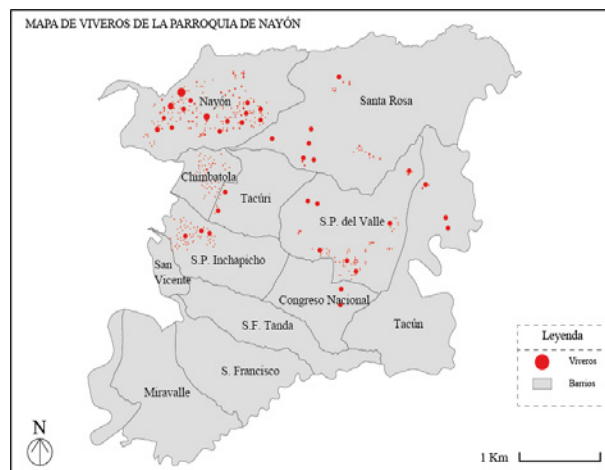 MAPA DE VIVEROS DE LA PARROQUIA DE NAYÓN
Nayón
Santa Rosa
Chimbatola
Tacúri
S.P. del Valle
S.P. Inchapicho
San
Vicente
Congreso Nacional
S.F. Tanda
Tacún
S. Francisco
Miravalle
Leyenda
Viveros
Barrios
N
1 Km